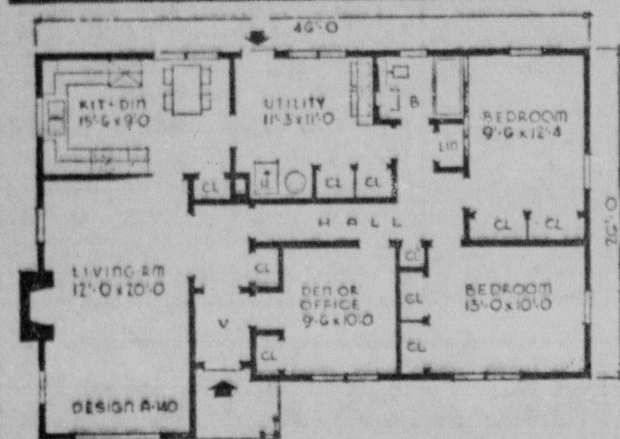 46'-0
KIT-DIN
15'-6 x 9'-0
UTILITY
11'-3 x 11'-0
B
BEDROOM
9'-6 x 12'-4
LIN
CL
H
CL
CL
CL
CL
HALL
26'-0
LIVING RM
12'-0 x 20'-0
CL
CL
DEN OR
OFFICE
9'-6 x 10'-0
CL
BEDROOM
13'-0 x 10'-0
V
CL
CL
DESIGN A-140